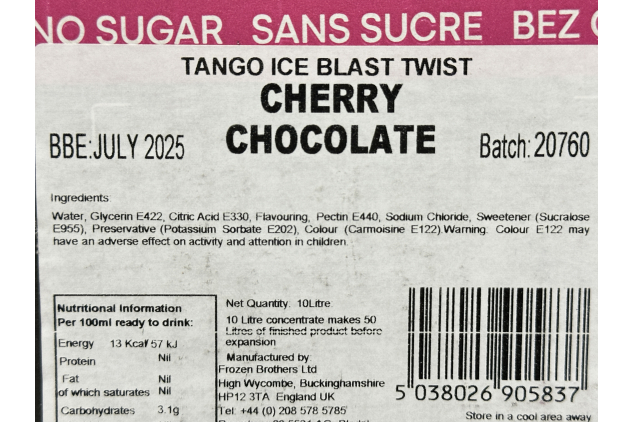 NO SUGAR SANS SUCRE BEZ
TANGO ICE BLAST TWIST
CHERRY
CHOCOLATE
BBE:JULY 2025
Batch: 20760
Ingredients
Water, Glycerin E422, Citric Acid E330, Flavouring, Pectin E440, Sodium Chloride, Sweetener (Sucralose
E955), Preservative (Potassium Sorbate E202), Colour (Carmoisine E122).Warning. Colour E122 may
have an adverse effect on activity and attention in children.
Nutritional Information
Per 100ml ready to drink:
Energy 13 Kcal/ 57 kJ
Protein Nil
Fat Nil
of which saturates Nil
Carbohydrates 3.1g
Net Quantity. 10Litre
10 Litre concentrate makes 50
Litres of finished product before
expansion
Manufactured by
Frozen Brothers Ltd
High Wycombe, Buckinghamshire
HP12 3TA England UK
Tel: +44 (0) 208 578 5785
5 038026 905837
Store in a cool area away